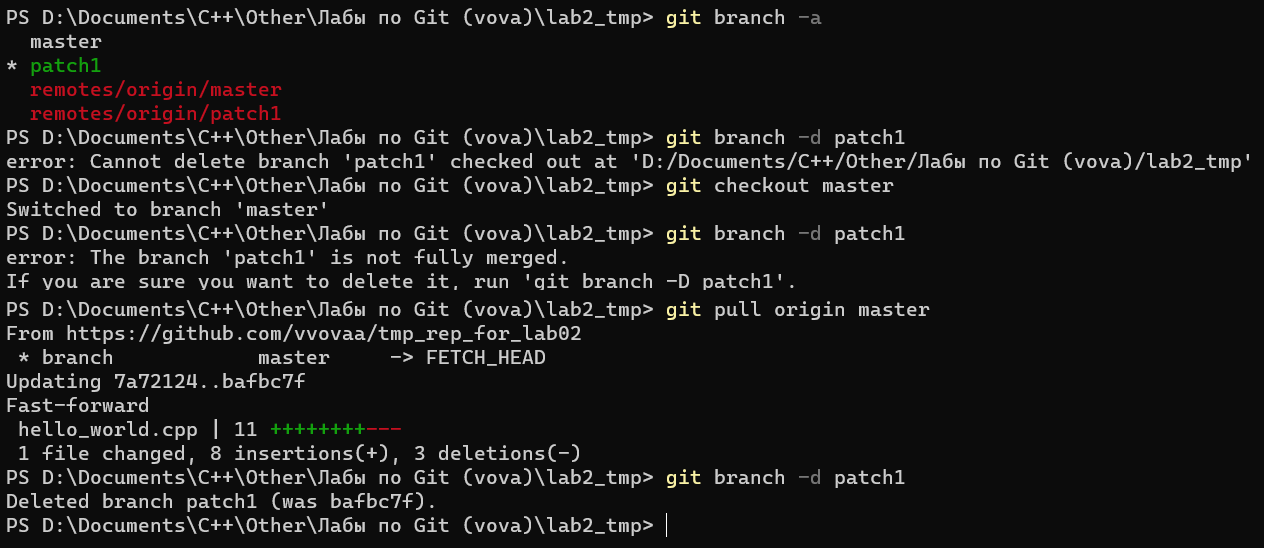 PS D:\Documents\C++\Other\Лабы по Git (vova)\lab2_tmp> git branch -a
  master
* patch1
  remotes/origin/master
  remotes/origin/patch1
PS D:\Documents\C++\Other\Лабы по Git (vova)\lab2_tmp> git branch -d patch1
error: Cannot delete branch 'patch1' checked out at 'D:/Documents/C++/Other/Лабы по Git (vova)/lab2_tmp'
PS D:\Documents\C++\Other\Лабы по Git (vova)\lab2_tmp> git checkout master
Switched to branch 'master'
PS D:\Documents\C++\Other\Лабы по Git (vova)\lab2_tmp> git branch -d patch1
error: The branch 'patch1' is not fully merged.
If you are sure you want to delete it, run 'git branch -D patch1'.
PS D:\Documents\C++\Other\Лабы по Git (vova)\lab2_tmp> git pull origin master
From https://github.com/vvovaa/tmp_rep_for_lab02
 * branch            master     -> FETCH_HEAD
Updating 7a72124..bafbc7f
Fast-forward
 hello_world.cpp | 11 ++++++++---
 1 file changed, 8 insertions(+), 3 deletions(-)
PS D:\Documents\C++\Other\Лабы по Git (vova)\lab2_tmp> git branch -d patch1
Deleted branch patch1 (was bafbc7f).
PS D:\Documents\C++\Other\Лабы по Git (vova)\lab2_tmp>